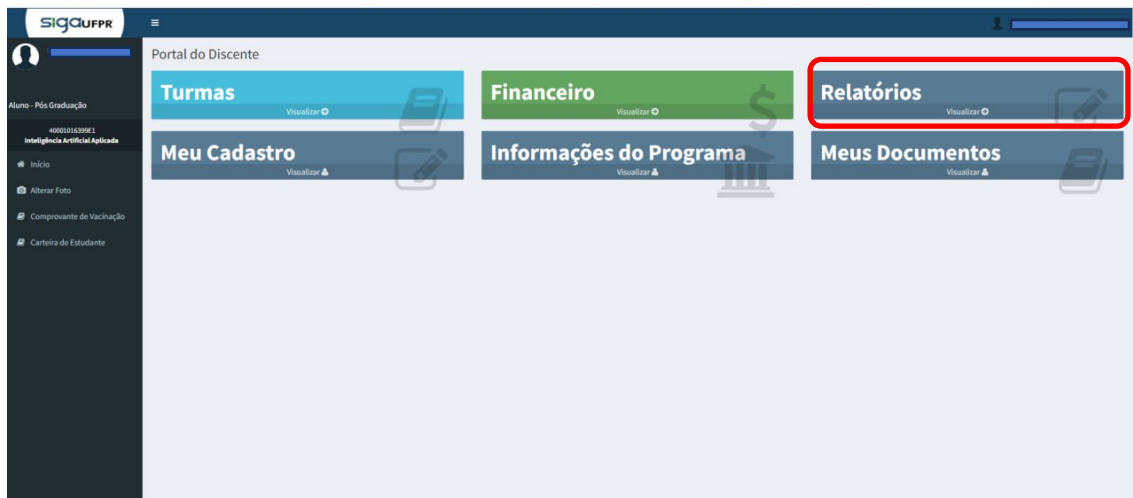 sigaUFPR
Portal do Discente
Aluno - Pós Graduação
40001016399E1
Inteligência Artificial Aplicada
Início
Alterar Foto
Comprovante de Vacinação
Carteira de Estudante
Turmas
Visualizar
Financeiro
Visualizar
Relatórios
Visualizar
Meu Cadastro
Visualizar
Informações do Programa
Visualizar
Meus Documentos
Visualizar